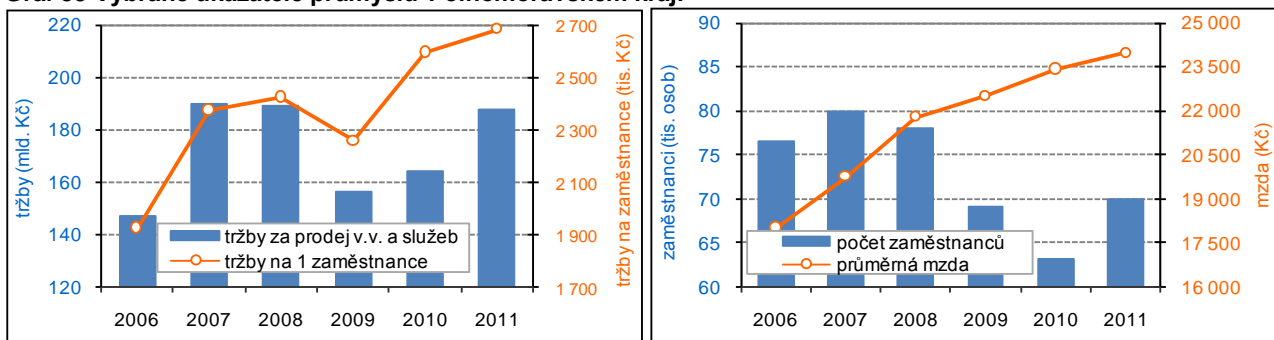 220
200
180
160
140
120
tržby (mld. Kč)
2 700
2 500
2 300
2 100
1 900
1 700
tržby na zaměstnance (tis. Kč)
tržby za prodej v.v. a služeb
tržby na 1 zaměstnance
2006 2007 2008 2009 2010 2011
90
85
80
75
70
65
60
zaměstnanci (tis. osob)
25 000
23 500
22 000
20 500
19 000
17 500
16 000
mzda (Kč)
počet zaměstnanců
průměrná mzda
2006 2007 2008 2009 2010 2011